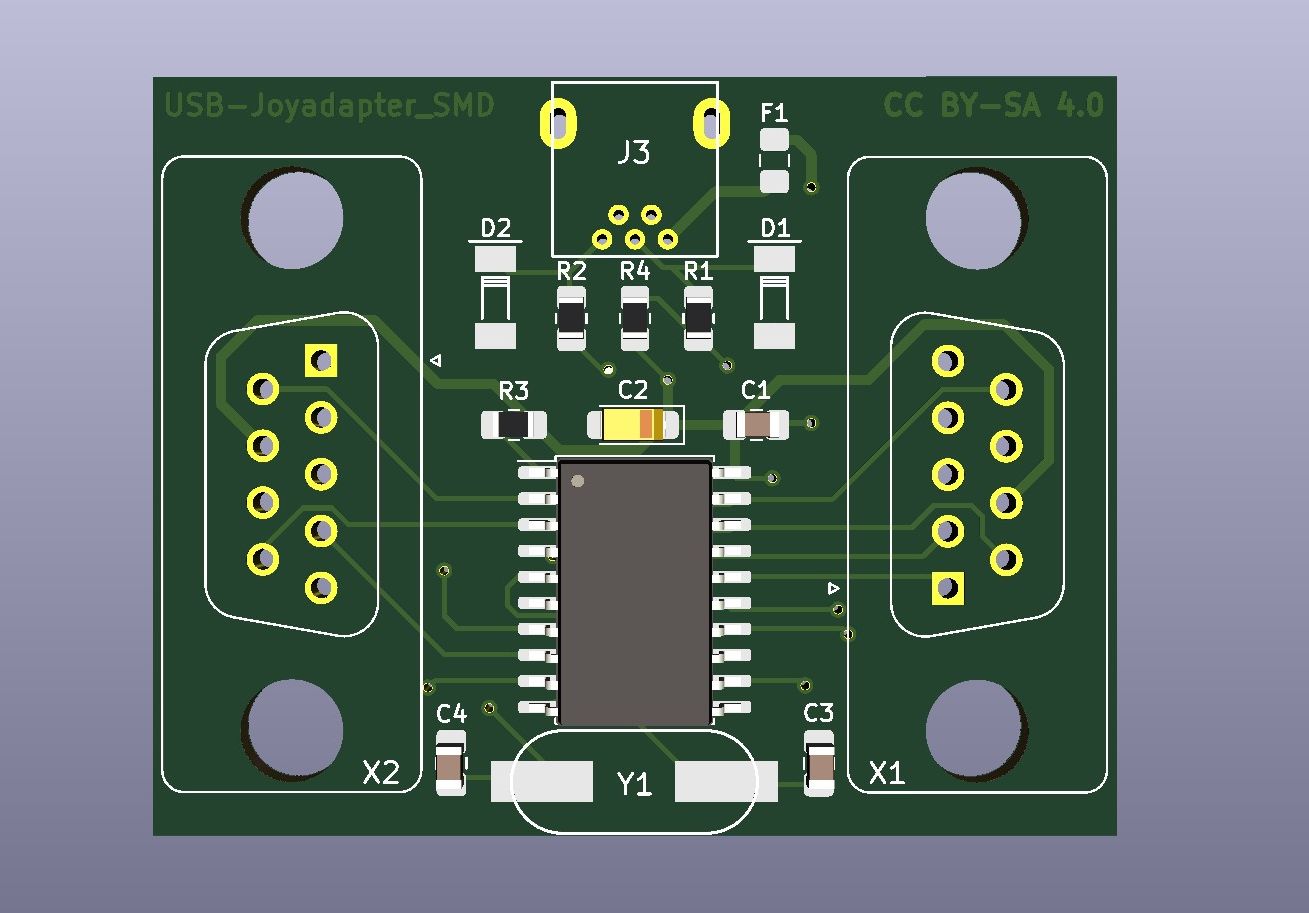 USB-Joyadapter_SMD
CC BY-SA 4.0
F1
J3
D2
D1
R2
R4
R1
R3
C2
C1
C4
C3
X2
Y1
X1